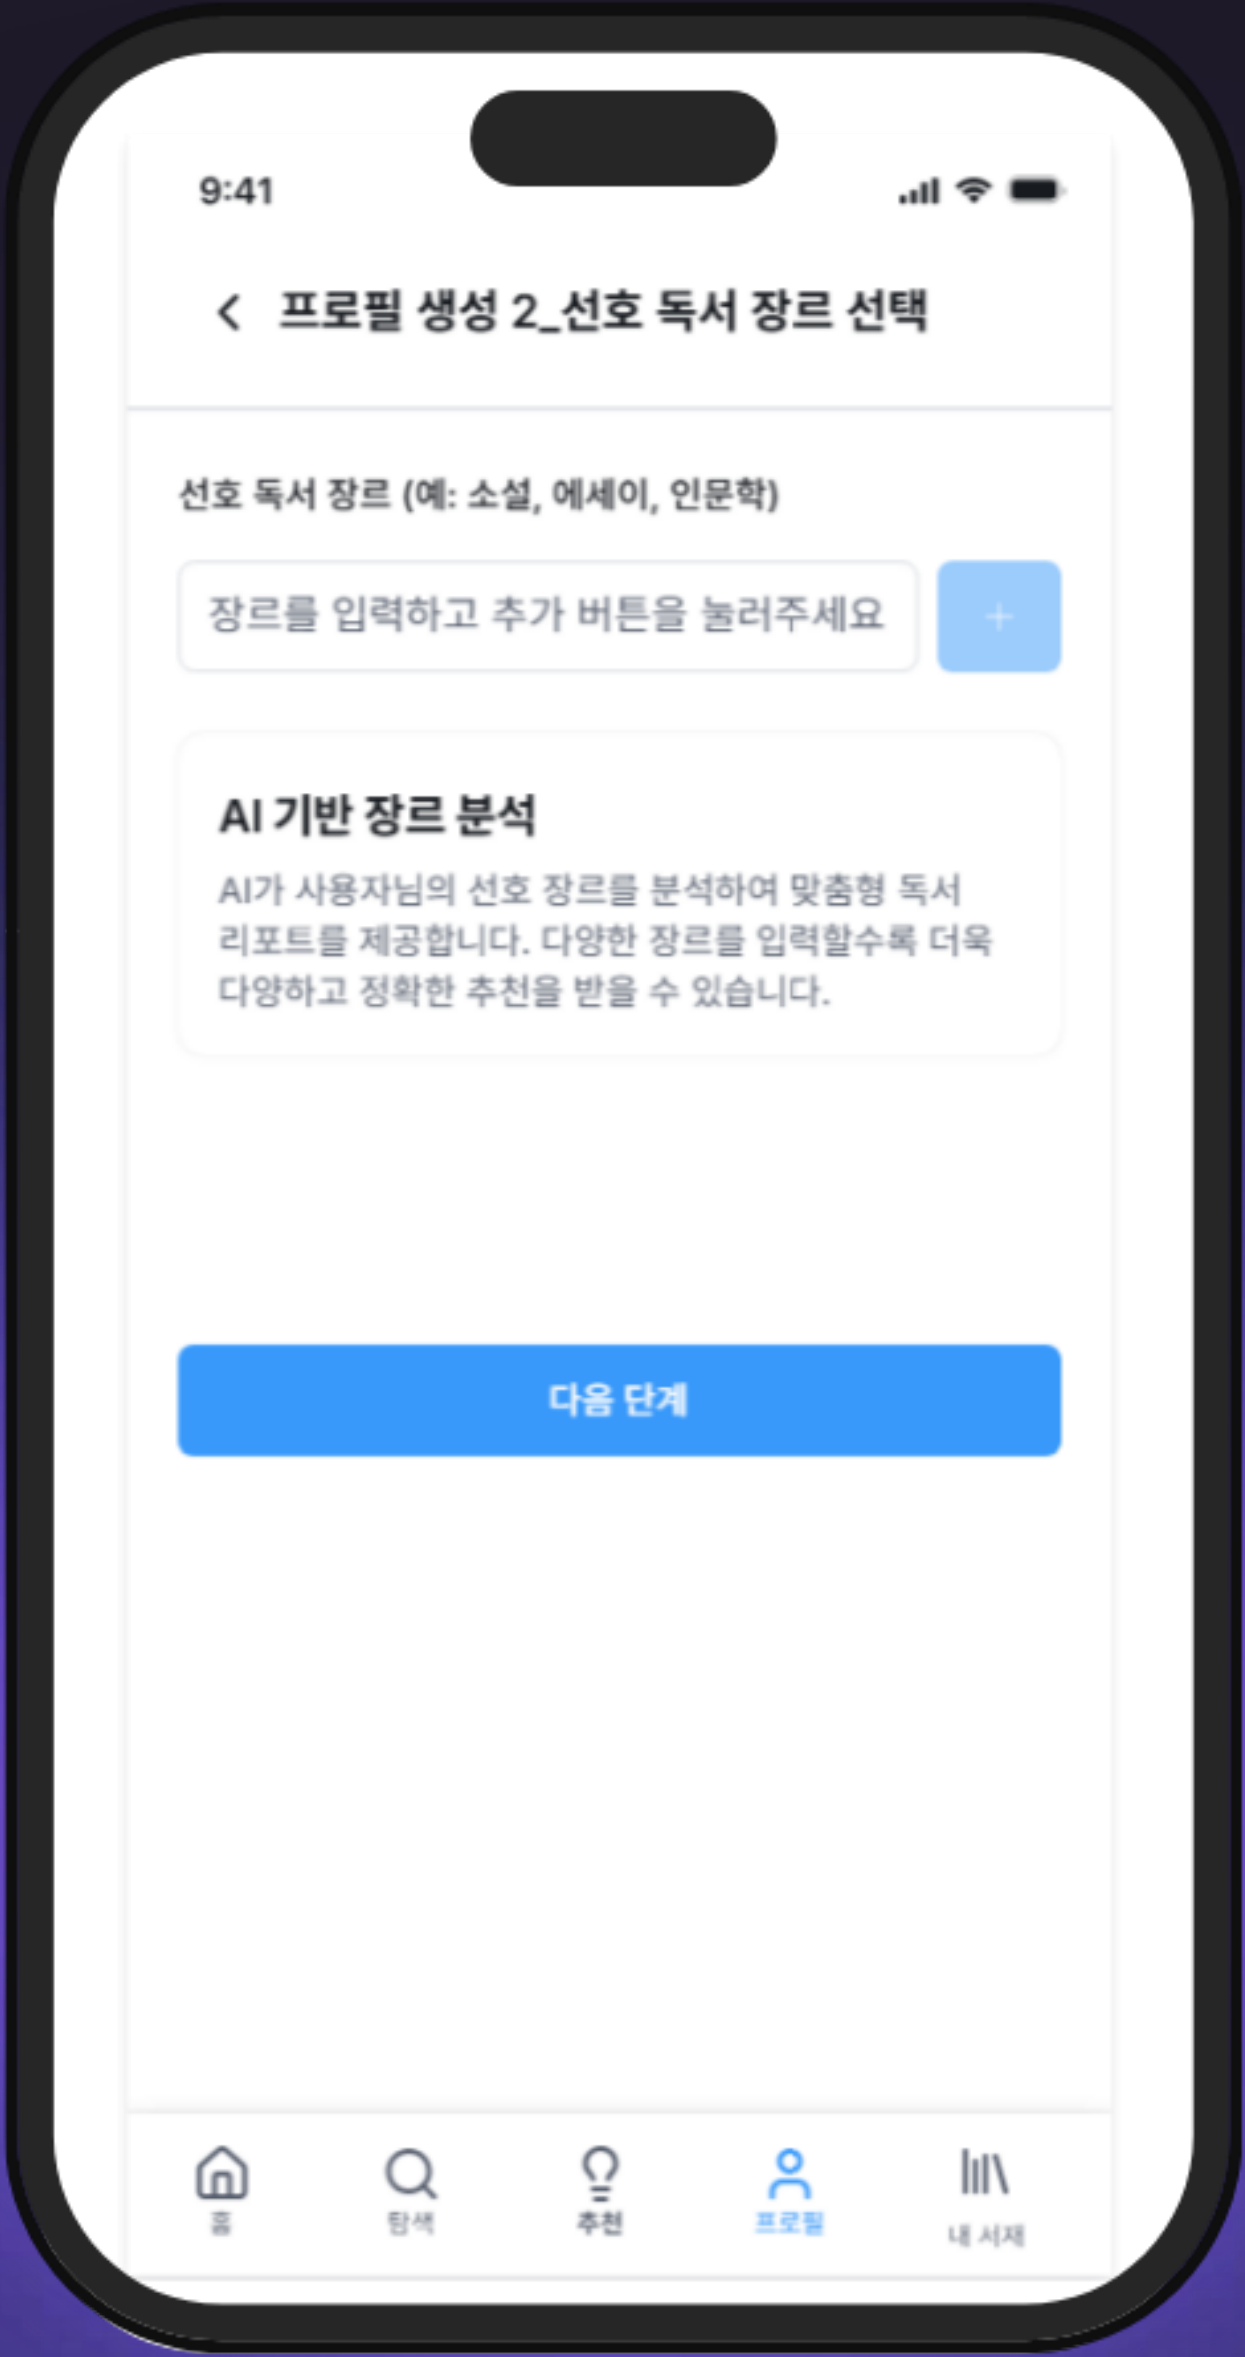 9:41
프로필 생성 2_선호 독서 장르 선택
선호 독서 장르 (예: 소설, 에세이, 인문학)
장르를 입력하고 추가 버튼을 눌러주세요
+
AI 기반 장르 분석
AI가 사용자님의 선호 장르를 분석하여 맞춤형 독서
리포트를 제공합니다. 다양한 장르를 입력할수록 더욱
다양하고 정확한 추천을 받을 수 있습니다.
다음 단계
홈 탐색 추천 프로필 내 서재